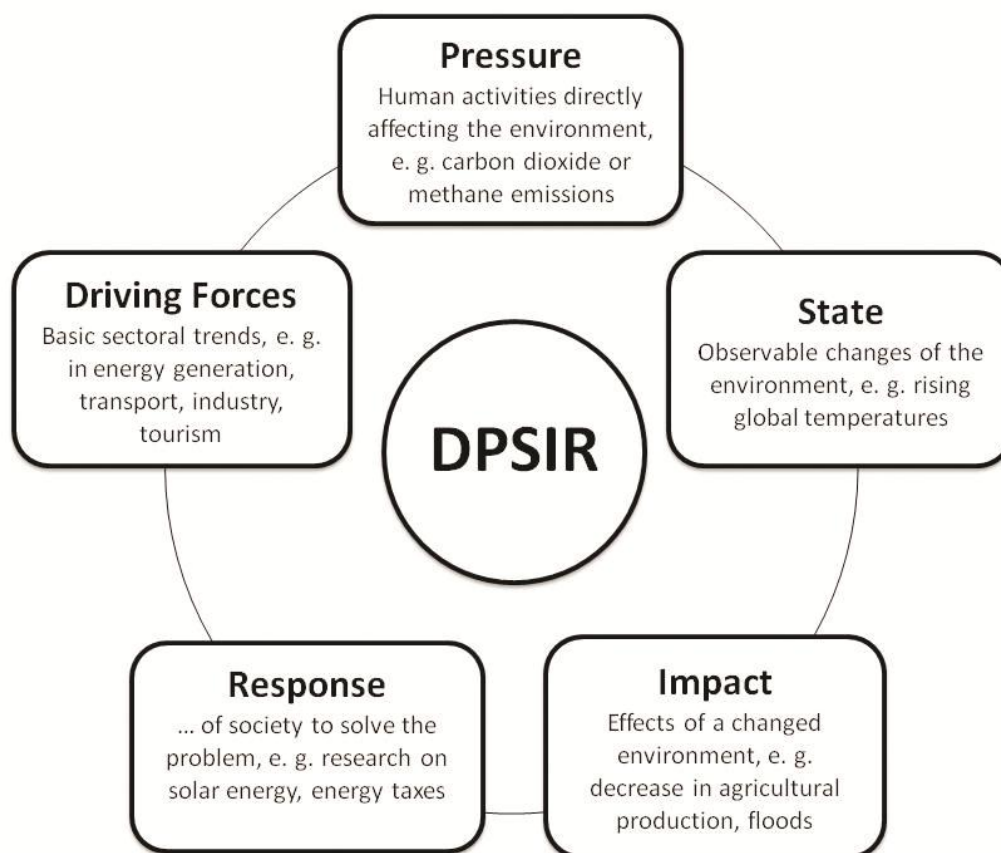 Pressure
Human activities directly
affecting the environment,
e. g. carbon dioxide or
methane emissions
Driving Forces
Basic sectoral trends, e. g.
in energy generation,
transport, industry,
tourism
State
Observable changes of the
environment, e. g. rising
global temperatures
DPSIR
Response
... of society to solve the
problem, e. g. research on
solar energy, energy taxes
Impact
Effects of a changed
environment, e. g.
decrease in agricultural
production, floods